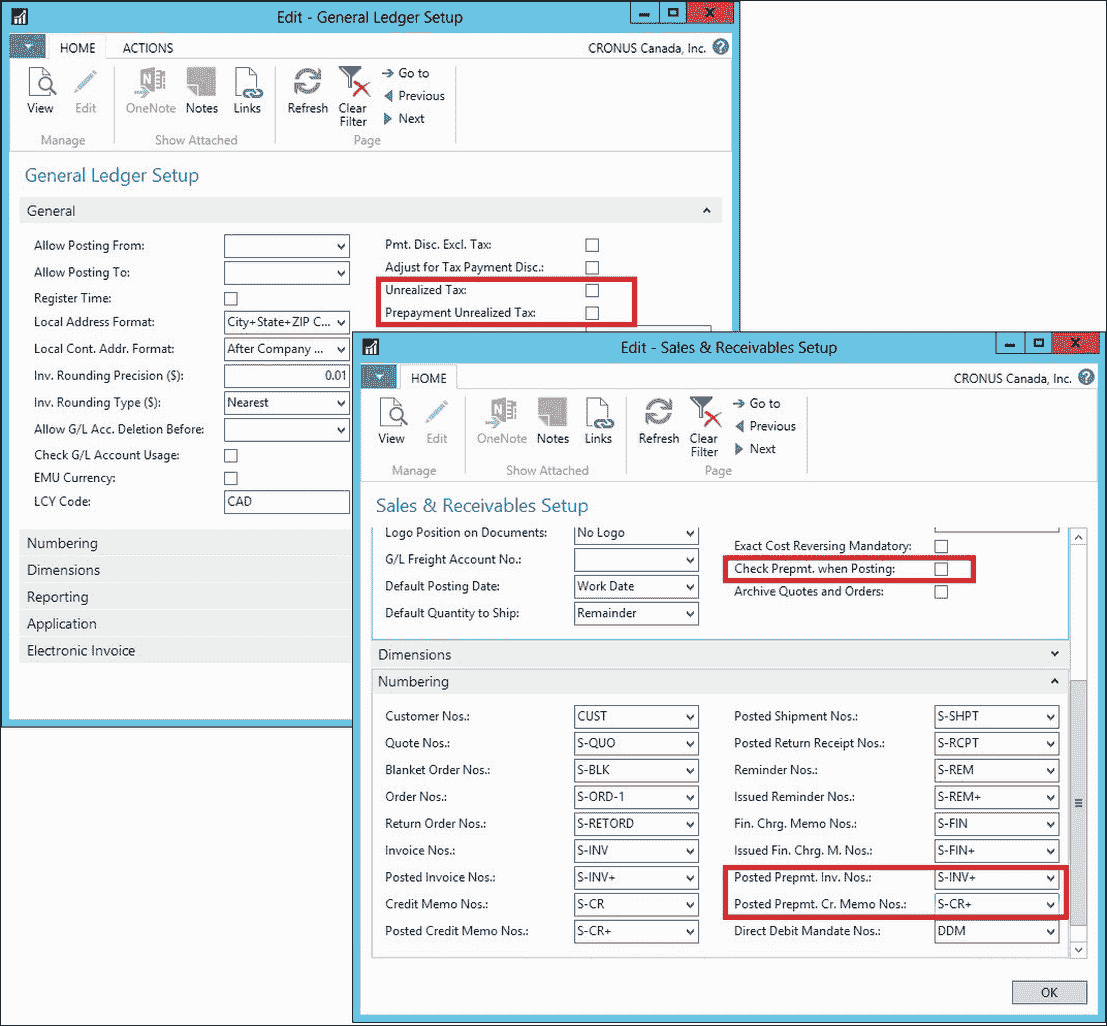 Edit - General Ledger Setup
HOME ACTIONS CRONUS Canada, Inc.
View Edit OneNote Notes Links Refresh Clear Filter Go to Previous Next
Manage Show Attached Page
General Ledger Setup
General
Allow Posting From: Pmt. Disc. Excl. Tax:
Allow Posting To: Adjust for Tax Payment Disc.:
Register Time: Unrealized Tax:
Local Address Format: City+State+ZIP C... Prepayment Unrealized Tax:
Local Cont. Addr. Format: After Company ...
Inv. Rounding Precision ($): 0.01
Inv. Rounding Type ($): Nearest
Allow G/L Acc. Deletion Before:
Check G/L Account Usage:
EMU Currency:
LCY Code: CAD
Numbering
Dimensions
Reporting
Application
Electronic Invoice
Edit - Sales & Receivables Setup
HOME CRONUS Canada, Inc.
View Edit OneNote Notes Links Refresh Clear Filter Go to Previous Next
Manage Show Attached Page
Sales & Receivables Setup
Logo Position on Documents: No Logo Exact Cost Reversing Mandatory:
G/L Freight Account No.: Check Prepmt. when Posting:
Default Posting Date: Work Date Archive Quotes and Orders:
Default Quantity to Ship: Remainder
Dimensions
Numbering
Customer Nos.: CUST Posted Shipment Nos.: S-SHPT
Quote Nos.: S-QUO Posted Return Receipt Nos.: S-RCPT
Blanket Order Nos.: S-BLK Reminder Nos.: S-REM
Order Nos.: S-ORD-1 Issued Reminder Nos.: S-REM+
Return Order Nos.: S-RETORD Fin. Chrg. Memo Nos.: S-FIN
Invoice Nos.: S-INV Issued Fin. Chrg. M. Nos.: S-FIN+
Posted Invoice Nos.: S-INV+ Posted Prepmt. Inv. Nos.: S-INV+
Credit Memo Nos.: S-CR Posted Prepmt. Cr. Memo Nos.: S-CR+
Posted Credit Memo Nos.: S-CR+ Direct Debit Mandate Nos.: DDM
OK